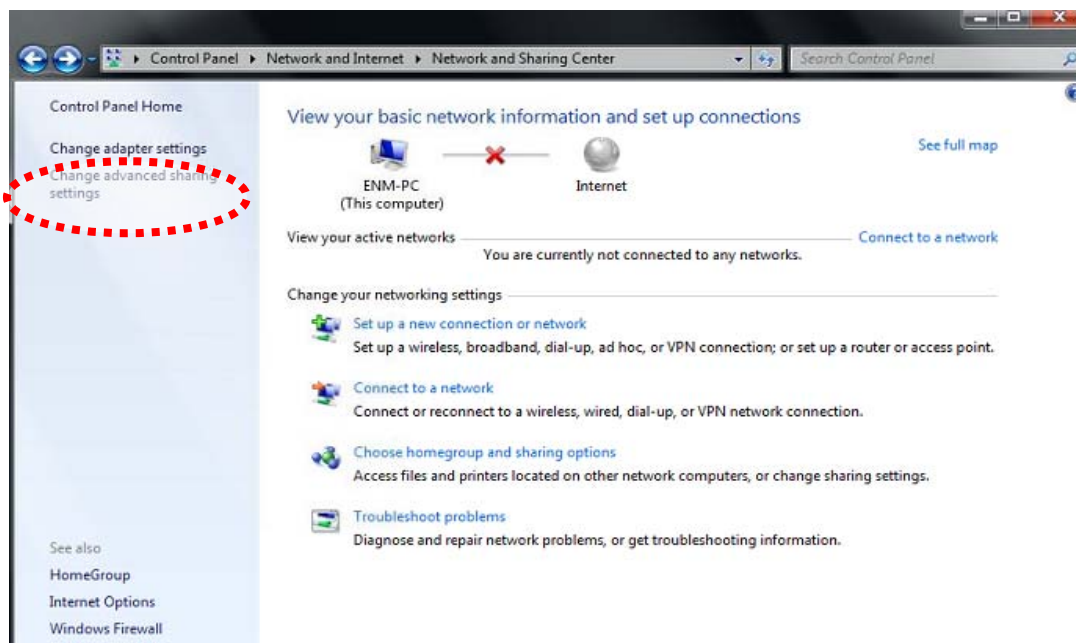 Control Panel ▸ Network and Internet ▸ Network and Sharing Center
Search Control Panel
Control Panel Home
Change adapter settings
Change advanced sharing
settings
See also
HomeGroup
Internet Options
Windows Firewall
View your basic network information and set up connections
See full map
ENM-PC
(This computer)
Internet
View your active networks
Connect to a network
You are currently not connected to any networks.
Change your networking settings
Set up a new connection or network
Set up a wireless, broadband, dial-up, ad hoc, or VPN connection; or set up a router or access point.
Connect to a network
Connect or reconnect to a wireless, wired, dial-up, or VPN network connection.
Choose homegroup and sharing options
Access files and printers located on other network computers, or change sharing settings.
Troubleshoot problems
Diagnose and repair network problems, or get troubleshooting information.